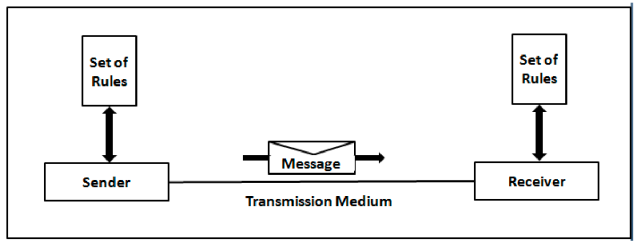 Set of
Rules
Set of
Rules
Message
Sender
Receiver
Transmission Medium